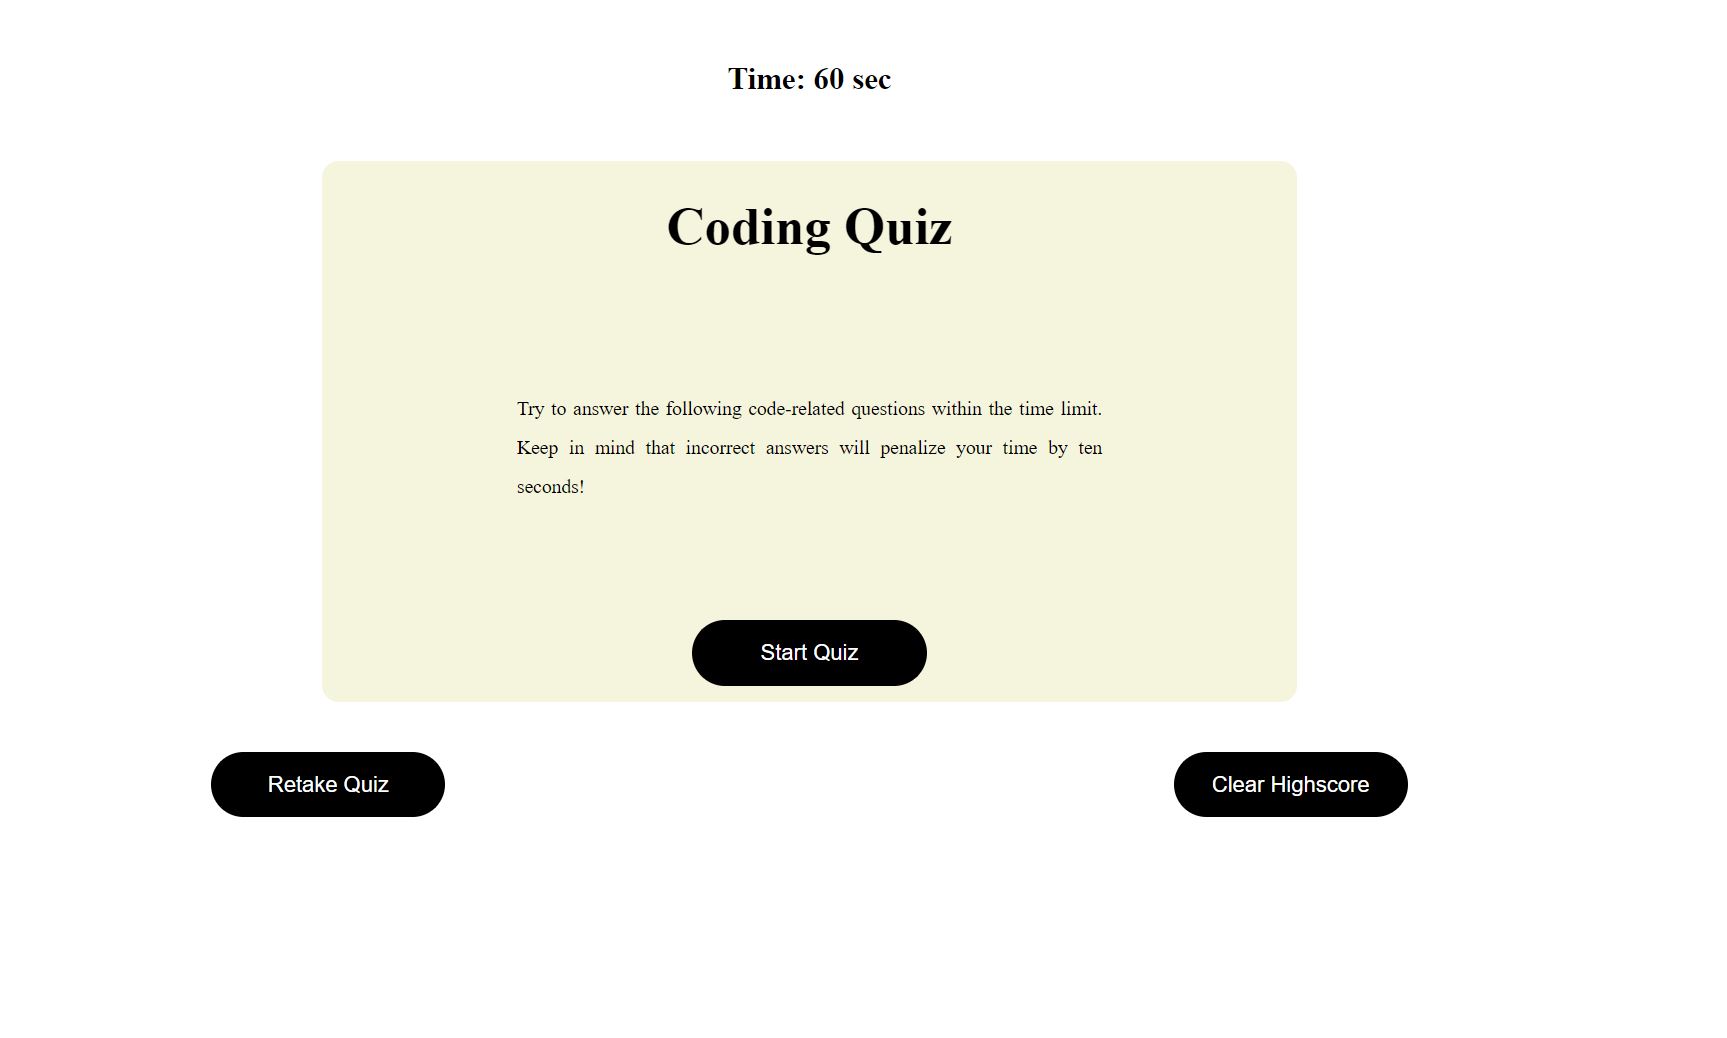 Time: 60 sec
Coding Quiz
Try to answer the following code-related questions within the time limit.
Keep in mind that incorrect answers will penalize your time by ten
seconds!
Start Quiz
Retake Quiz
Clear Highscore